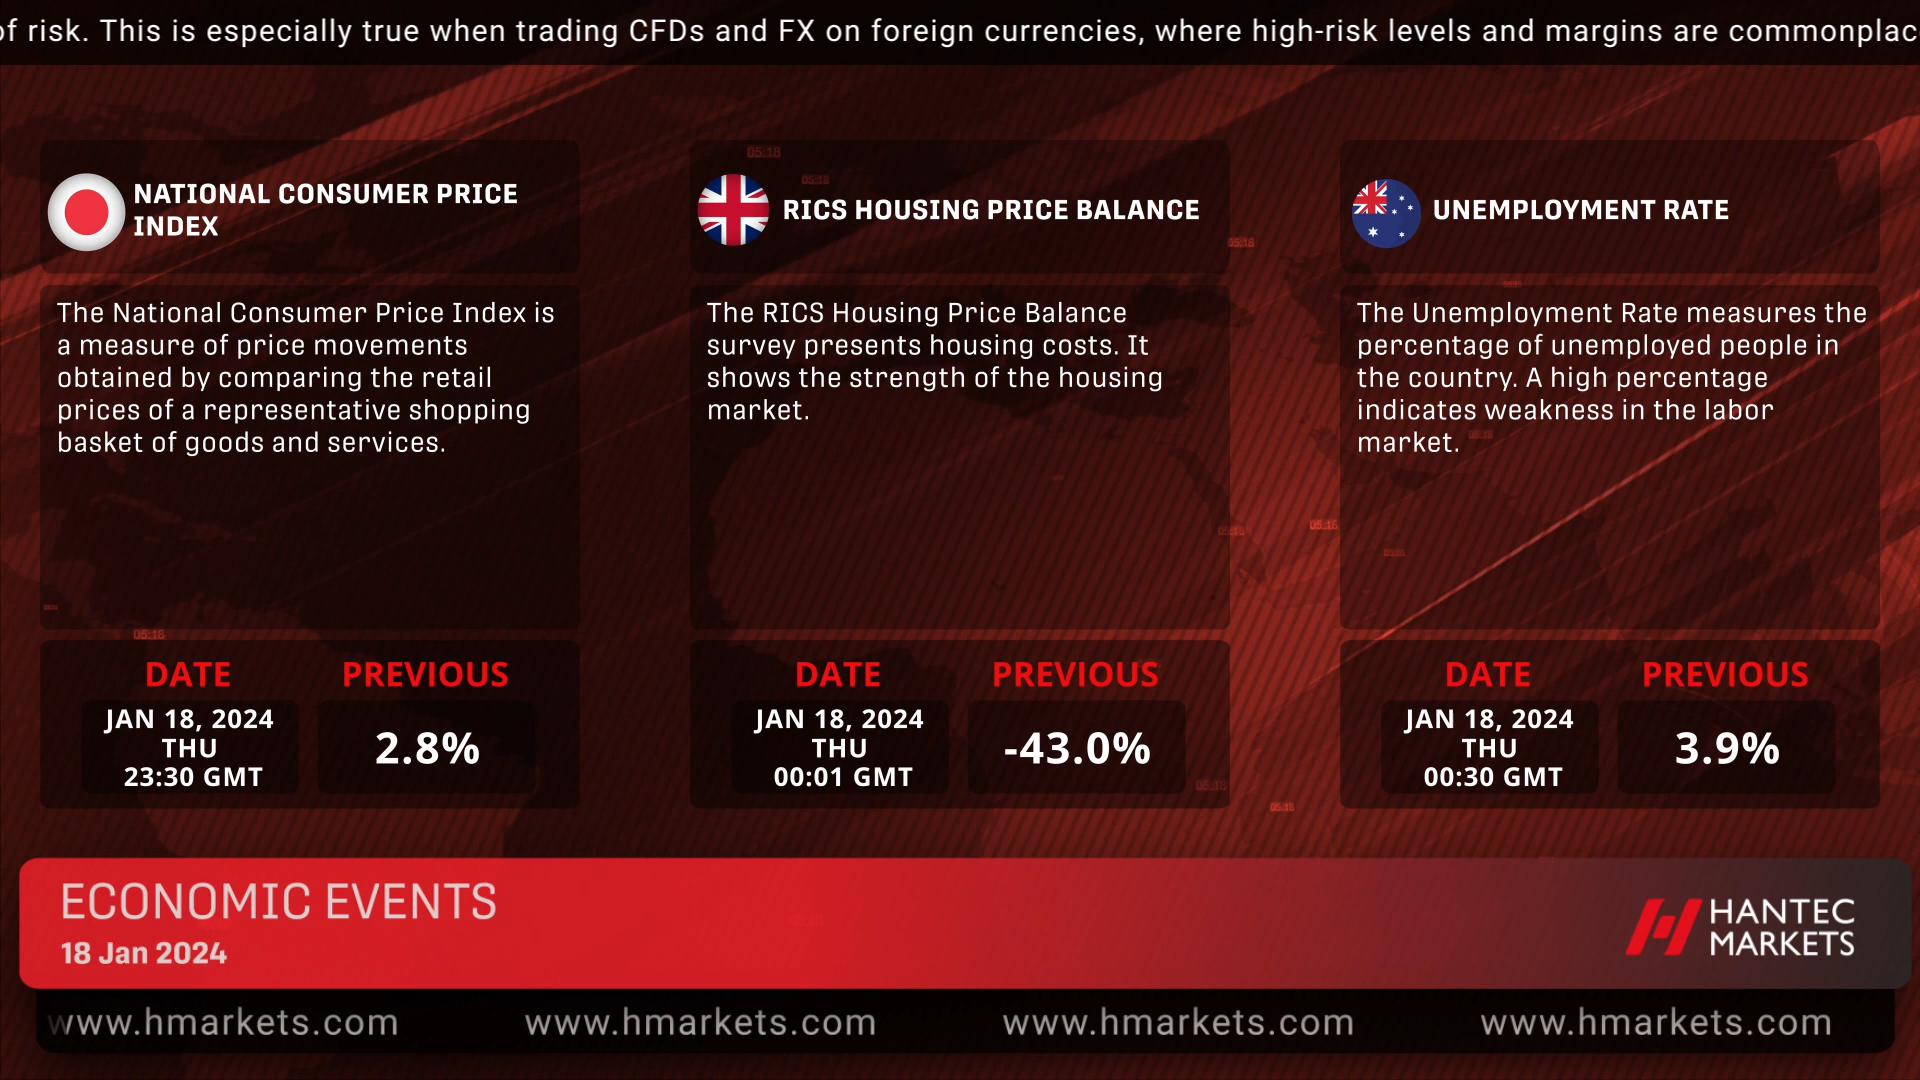 of risk. This is especially true when trading CFDs and FX on foreign currencies, where high-risk levels and margins are
NATIONAL CONSUMER PRICE
INDEX
The National Consumer Price Index is
a measure of price movements
obtained by comparing the retail
prices of a representative shopping
basket of goods and services.
DATE
PREVIOUS
JAN 18, 2024
THU
23:30 GMT
2.8%
RICS HOUSING PRICE BALANCE
The RICS Housing Price Balance
survey presents housing costs. It
shows the strength of the housing
market.
DATE
PREVIOUS
JAN 18, 2024
THU
00:01 GMT
-43.0%
UNEMPLOYMENT RATE
The Unemployment Rate measures the
percentage of unemployed people in
the country. A high percentage
indicates weakness in the labor
market.
DATE
PREVIOUS
JAN 18, 2024
THU
00:30 GMT
3.9%
ECONOMIC EVENTS
18 Jan 2024
HANTEC
MARKETS
www.hmarkets.com www.hmarkets.com www.hmarkets.com www.hmarkets.com